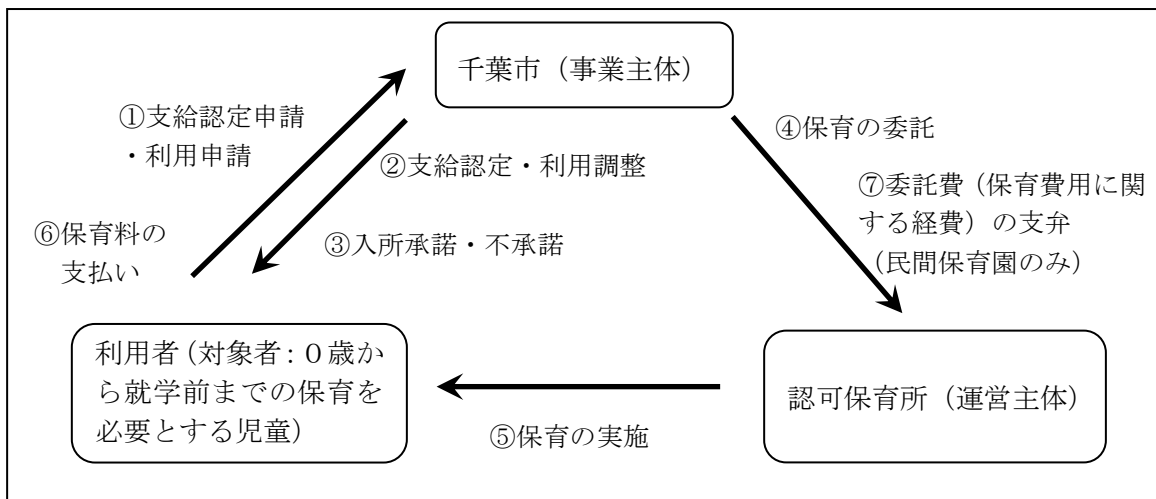 千葉市（事業主体）
①支給認定申請
・利用申請
②支給認定・利用調整
③入所承諾・不承諾
④保育の委託
⑦委託費（保育費用に関
する経費）の支弁
（民間保育園のみ）
⑥保育料の
支払い
利用者（対象者：０歳か
ら就学前までの保育を
必要とする児童）
⑤保育の実施
認可保育所（運営主体）